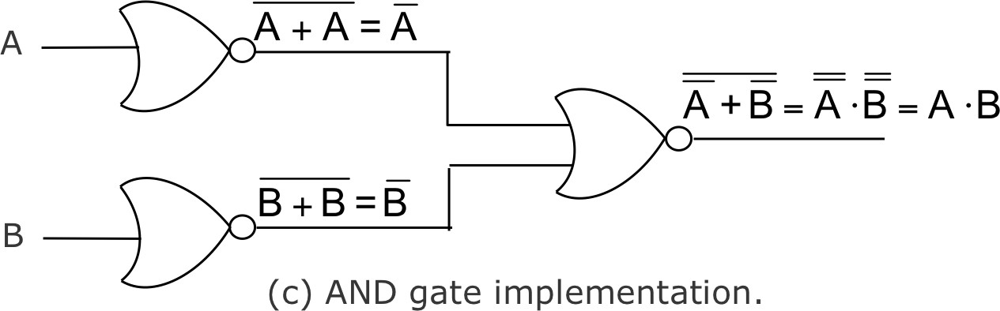 A
A̅ ̅+̅ ̅A̅ = A̅
A̿ ̅+̅ ̅B̿ = A̿ · B̿ = A · B
B̅ ̅+̅ ̅B̅ = B̅
B
(c) AND gate implementation.